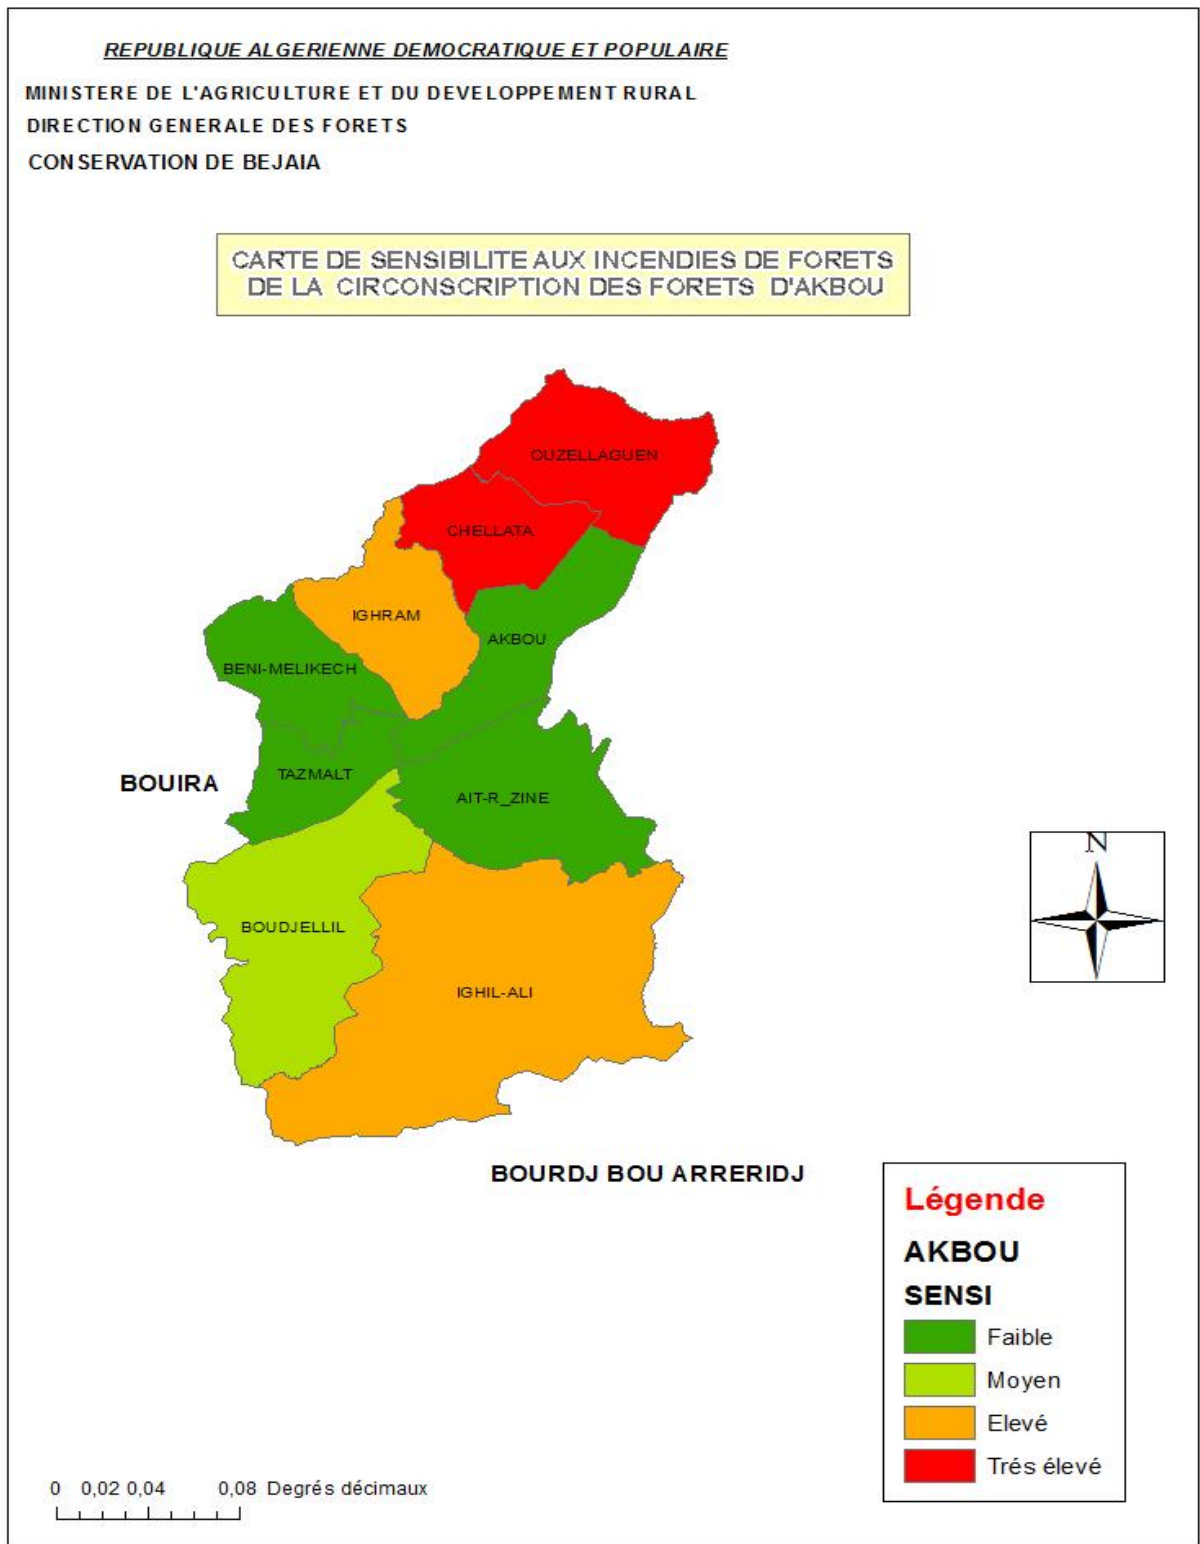 REPUBLIQUE ALGERIENNE DEMOCRATIQUE ET POPULAIRE
MINISTERE DE L'AGRICULTURE ET DU DEVELOPPEMENT RURAL
DIRECTION GENERALE DES FORETS
CONSERVATION DE BEJAIA
CARTE DE SENSIBILITE AUX INCENDIES DE FORETS
DE LA CIRCONSCRIPTION DES FORETS D'AKBOU
OUZELLAGUEN
CHELLATA
IGHRAM
AKBOU
BENI-MELIKECH
TAZMALT
BOUIRA
AIT-R_ZINE
N
BOUDJELLIL
IGHIL-ALI
BOURDJ BOU ARRERIDJ
Légende
AKBOU
SENSI
Faible
Moyen
Elevé
Trés élevé
0 0,02 0,04 0,08 Degrés décimaux